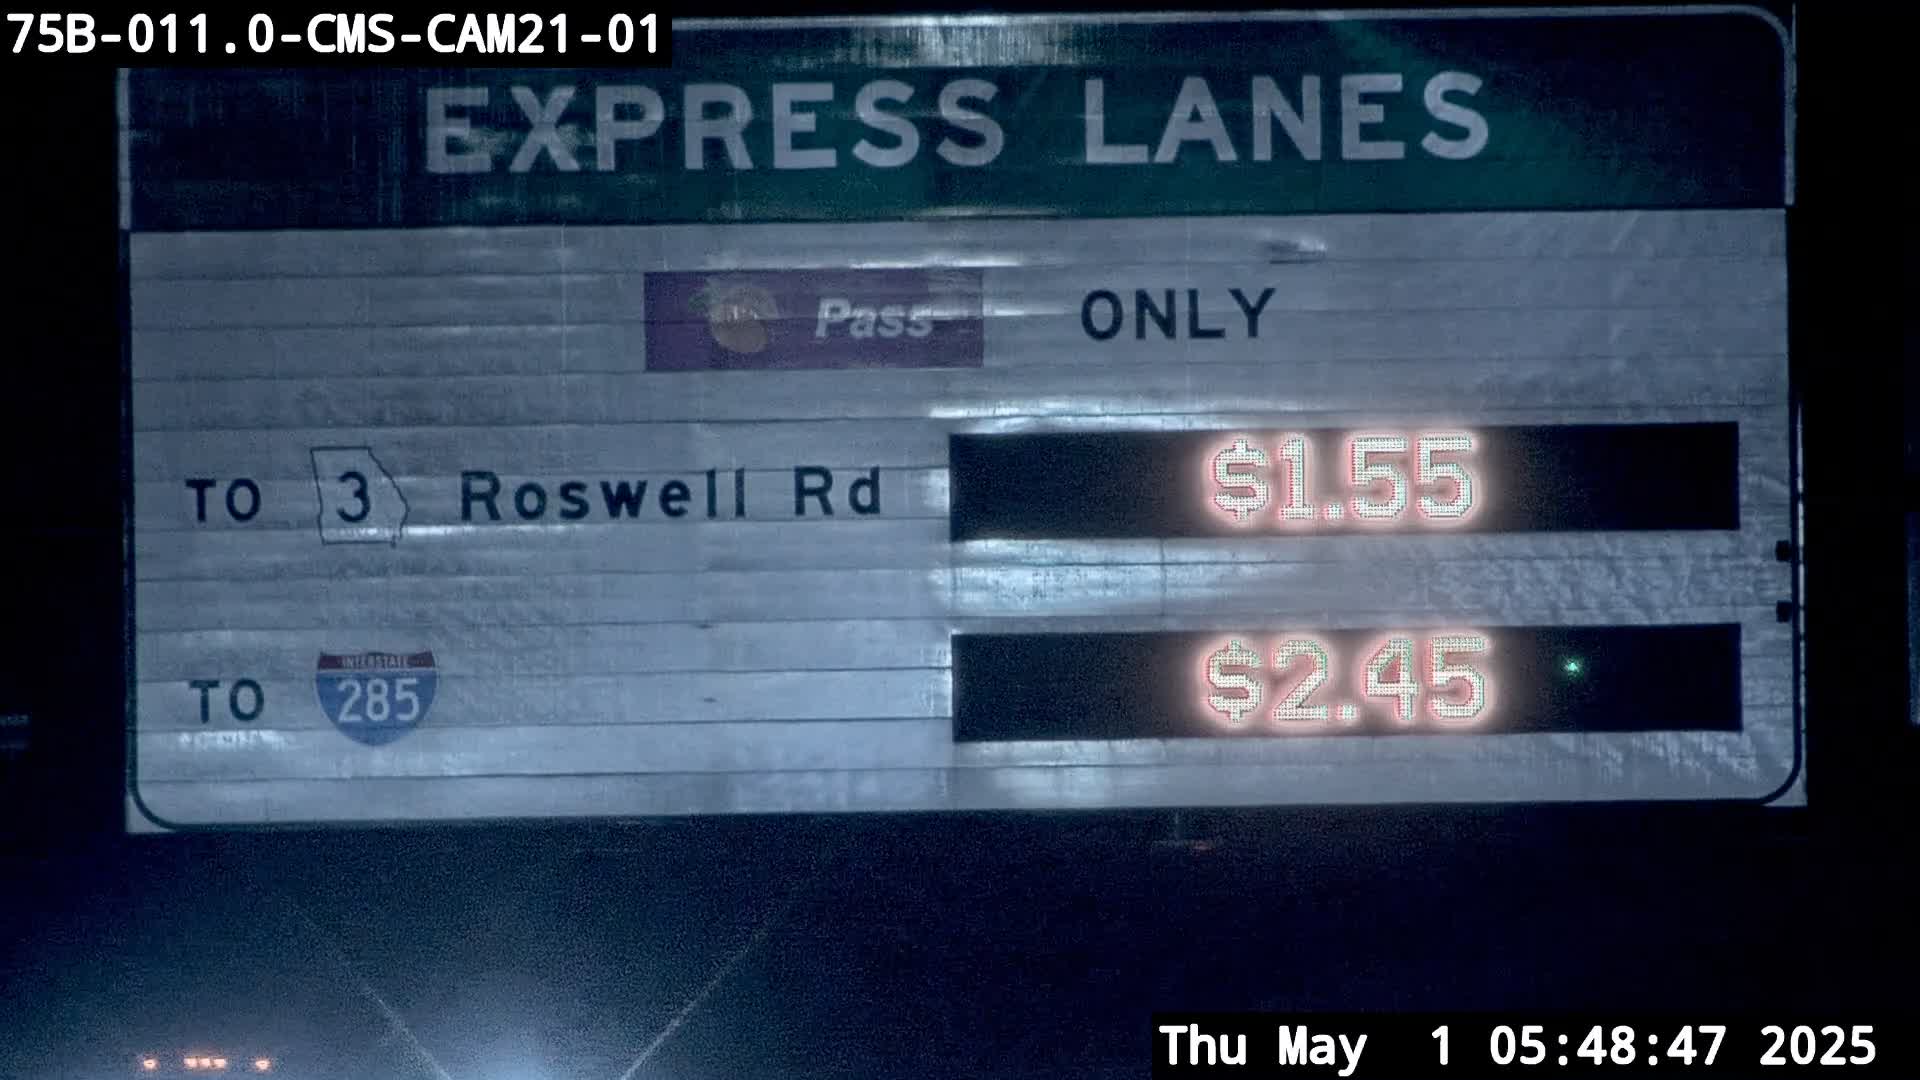 75B-011.0-CMS-CAM21-01
EXPRESS LANES
Pass ONLY
TO 3 Roswell Rd $1.55
INTERSTATE
TO 285 $2.45
Thu May 1 05:48:47 2025